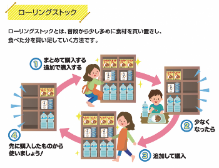 ローリングストック
ローリングストックとは、普段から少し多めに食材を買い置きし、
食べた分を買い足していく方法です。
① まとめて購入する
追加で購入する
② 少なく
なったら
③ 追加して購入
④ 先に購入したものから
使いましょう!